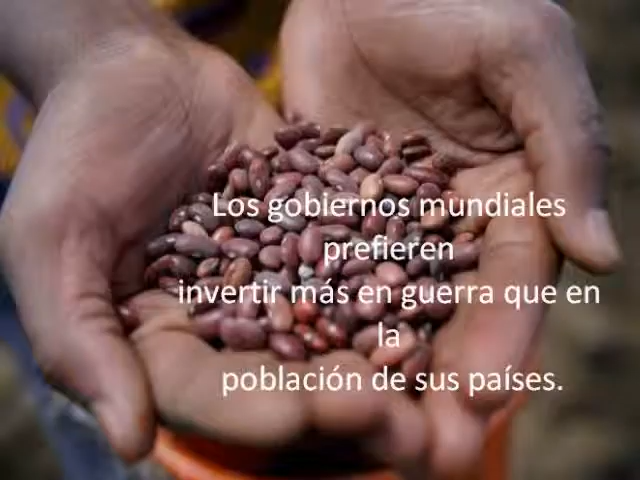 Los gobiernos mundiales
prefieren
invertir más en guerra que en
la
población de sus países.